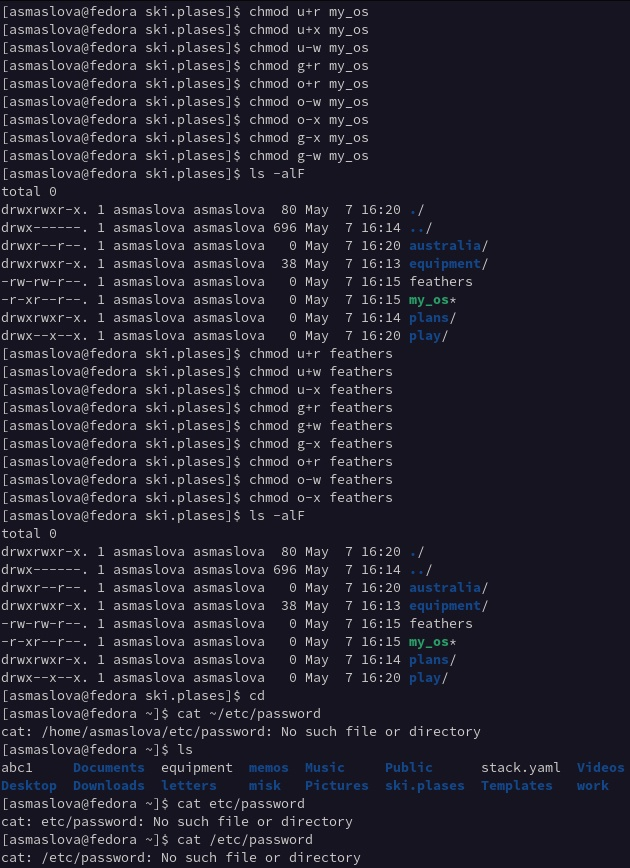 [asmaslova@fedora ski.plases]$ chmod u+r my_os
[asmaslova@fedora ski.plases]$ chmod u+x my_os
[asmaslova@fedora ski.plases]$ chmod u-w my_os
[asmaslova@fedora ski.plases]$ chmod g+r my_os
[asmaslova@fedora ski.plases]$ chmod o+r my_os
[asmaslova@fedora ski.plases]$ chmod o-w my_os
[asmaslova@fedora ski.plases]$ chmod o-x my_os
[asmaslova@fedora ski.plases]$ chmod g-x my_os
[asmaslova@fedora ski.plases]$ chmod g-w my_os
[asmaslova@fedora ski.plases]$ ls -alF
total 0
drwxrwxr-x. 1 asmaslova asmaslova  80 May  7 16:20 ./
drwx------. 1 asmaslova asmaslova 696 May  7 16:14 ../
drwxr--r--. 1 asmaslova asmaslova   0 May  7 16:20 australia/
drwxrwxr-x. 1 asmaslova asmaslova  38 May  7 16:13 equipment/
-rw-rw-r--. 1 asmaslova asmaslova   0 May  7 16:15 feathers
-r-xr--r--. 1 asmaslova asmaslova   0 May  7 16:15 my_os*
drwxrwxr-x. 1 asmaslova asmaslova   0 May  7 16:14 plans/
drwx--x--x. 1 asmaslova asmaslova   0 May  7 16:20 play/
[asmaslova@fedora ski.plases]$ chmod u+r feathers
[asmaslova@fedora ski.plases]$ chmod u+w feathers
[asmaslova@fedora ski.plases]$ chmod u-x feathers
[asmaslova@fedora ski.plases]$ chmod g+r feathers
[asmaslova@fedora ski.plases]$ chmod g+w feathers
[asmaslova@fedora ski.plases]$ chmod g-x feathers
[asmaslova@fedora ski.plases]$ chmod o+r feathers
[asmaslova@fedora ski.plases]$ chmod o-w feathers
[asmaslova@fedora ski.plases]$ chmod o-x feathers
[asmaslova@fedora ski.plases]$ ls -alF
total 0
drwxrwxr-x. 1 asmaslova asmaslova  80 May  7 16:20 ./
drwx------. 1 asmaslova asmaslova 696 May  7 16:14 ../
drwxr--r--. 1 asmaslova asmaslova   0 May  7 16:20 australia/
drwxrwxr-x. 1 asmaslova asmaslova  38 May  7 16:13 equipment/
-rw-rw-r--. 1 asmaslova asmaslova   0 May  7 16:15 feathers
-r-xr--r--. 1 asmaslova asmaslova   0 May  7 16:15 my_os*
drwxrwxr-x. 1 asmaslova asmaslova   0 May  7 16:14 plans/
drwx--x--x. 1 asmaslova asmaslova   0 May  7 16:20 play/
[asmaslova@fedora ski.plases]$ cd
[asmaslova@fedora ~]$ cat ~/etc/password
cat: /home/asmaslova/etc/password: No such file or directory
[asmaslova@fedora ~]$ ls
abc1     Documents  equipment  memos  Music     Public      stack.yaml  Videos
Desktop  Downloads  letters    misk   Pictures  ski.plases  Templates   work
[asmaslova@fedora ~]$ cat etc/password
cat: etc/password: No such file or directory
[asmaslova@fedora ~]$ cat /etc/password
cat: /etc/password: No such file or directory